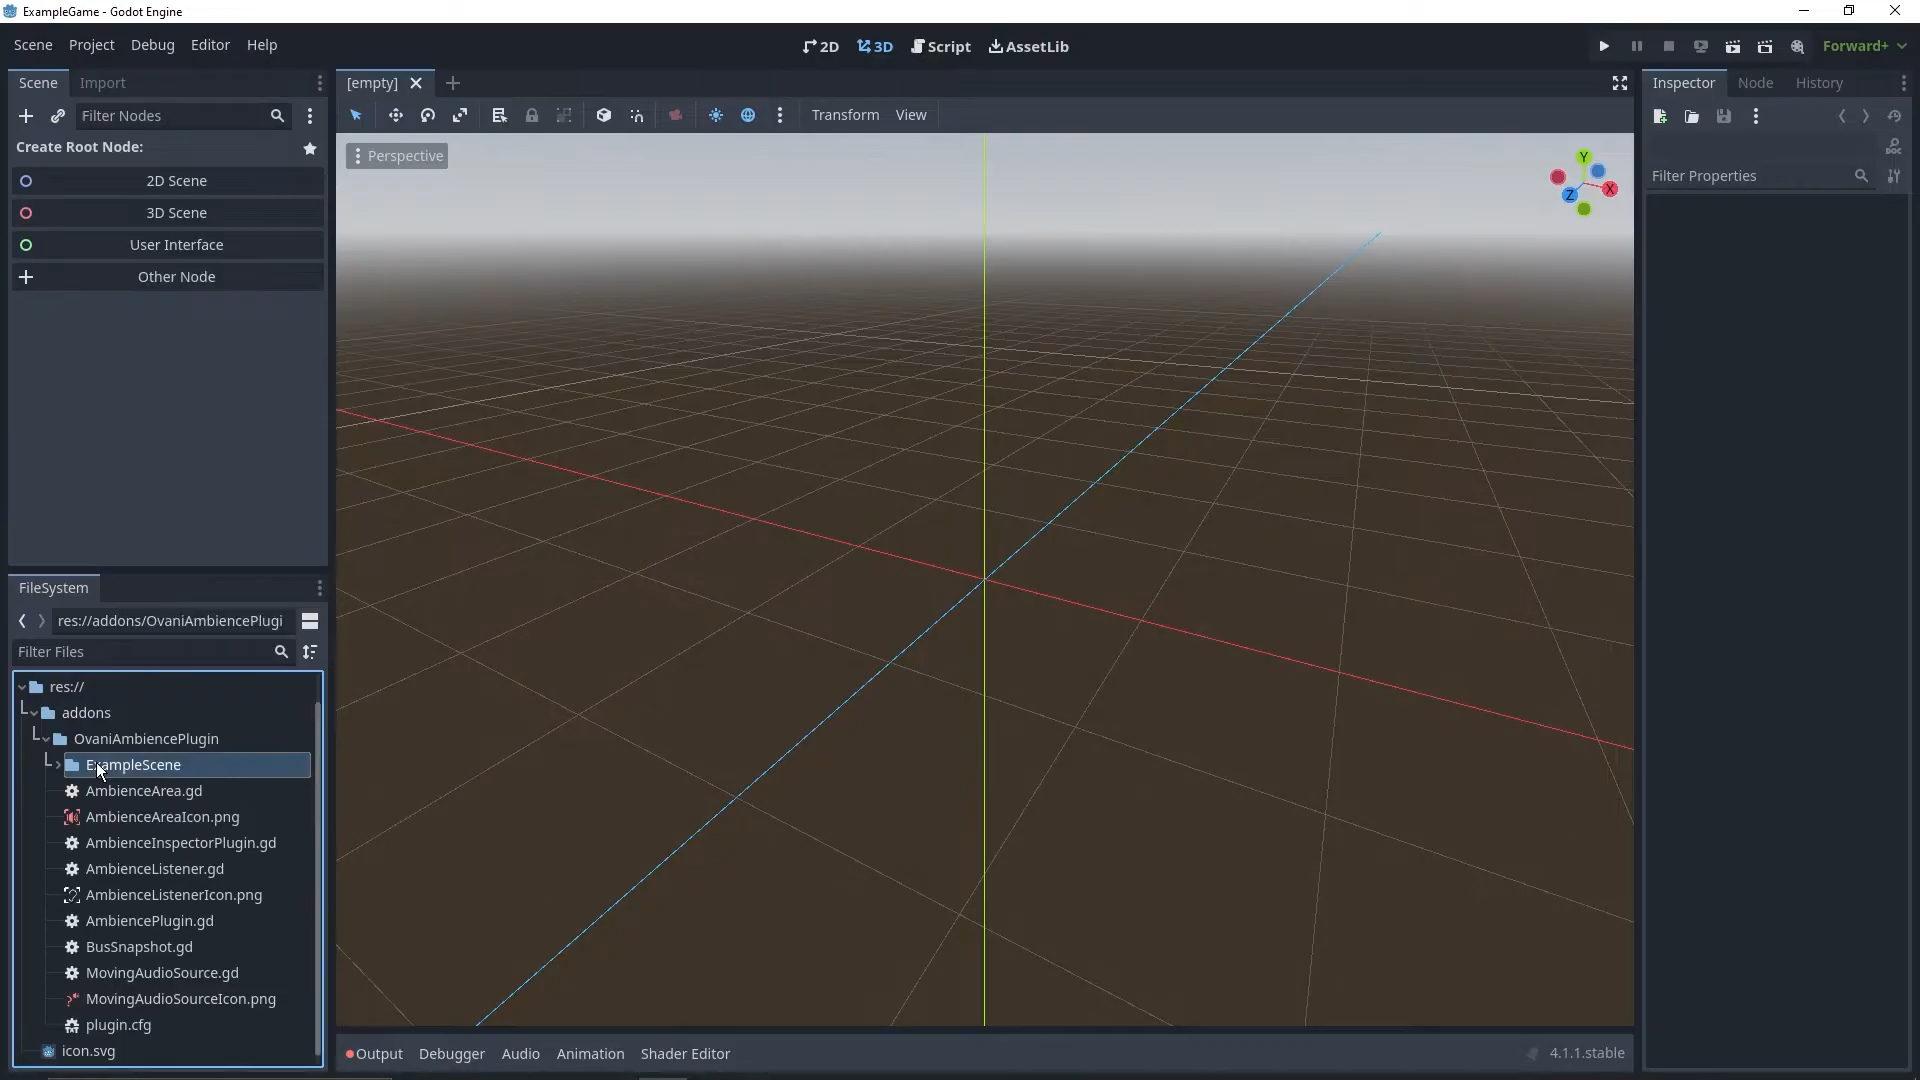 ExampleGame - Godot Engine
Scene Project Debug Editor Help
2D 3D Script AssetLib
Forward+
Scene Import
[empty]
Inspector Node History
Filter Nodes
Transform View
Create Root Node:
Perspective
Y
X
Z
DOC
2D Scene
Filter Properties
3D Scene
User Interface
Other Node
FileSystem
res://addons/OvaniAmbiencePlugi
Filter Files
res://
addons
OvaniAmbiencePlugin
ExampleScene
AmbienceArea.gd
AmbienceAreaIcon.png
AmbienceInspectorPlugin.gd
AmbienceListener.gd
AmbienceListenerIcon.png
AmbiencePlugin.gd
BusSnapshot.gd
MovingAudioSource.gd
MovingAudioSourceIcon.png
plugin.cfg
icon.svg
Output Debugger Audio Animation Shader Editor
4.1.1.stable